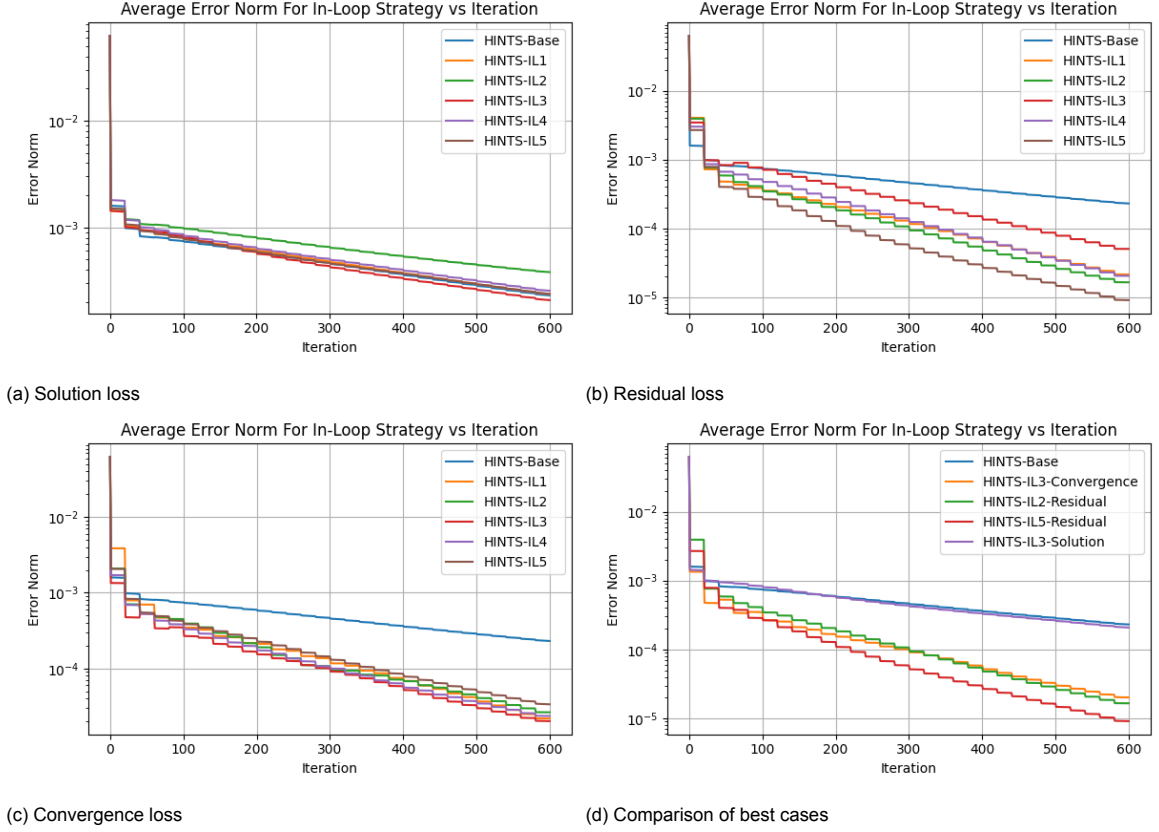 Average Error Norm For In-Loop Strategy vs Iteration
Error Norm
10⁻²
10⁻³
HINTS-Base
HINTS-IL1
HINTS-IL2
HINTS-IL3
HINTS-IL4
HINTS-IL5
0 100 200 300 400 500 600
Iteration
(a) Solution loss
Average Error Norm For In-Loop Strategy vs Iteration
Error Norm
10⁻²
10⁻³
10⁻⁴
10⁻⁵
HINTS-Base
HINTS-IL1
HINTS-IL2
HINTS-IL3
HINTS-IL4
HINTS-IL5
0 100 200 300 400 500 600
Iteration
(b) Residual loss
Average Error Norm For In-Loop Strategy vs Iteration
Error Norm
10⁻²
10⁻³
10⁻⁴
HINTS-Base
HINTS-IL1
HINTS-IL2
HINTS-IL3
HINTS-IL4
HINTS-IL5
0 100 200 300 400 500 600
Iteration
(c) Convergence loss
Average Error Norm For In-Loop Strategy vs Iteration
Error Norm
10⁻²
10⁻³
10⁻⁴
10⁻⁵
HINTS-Base
HINTS-IL3-Convergence
HINTS-IL2-Residual
HINTS-IL5-Residual
HINTS-IL3-Solution
0 100 200 300 400 500 600
Iteration
(d) Comparison of best cases